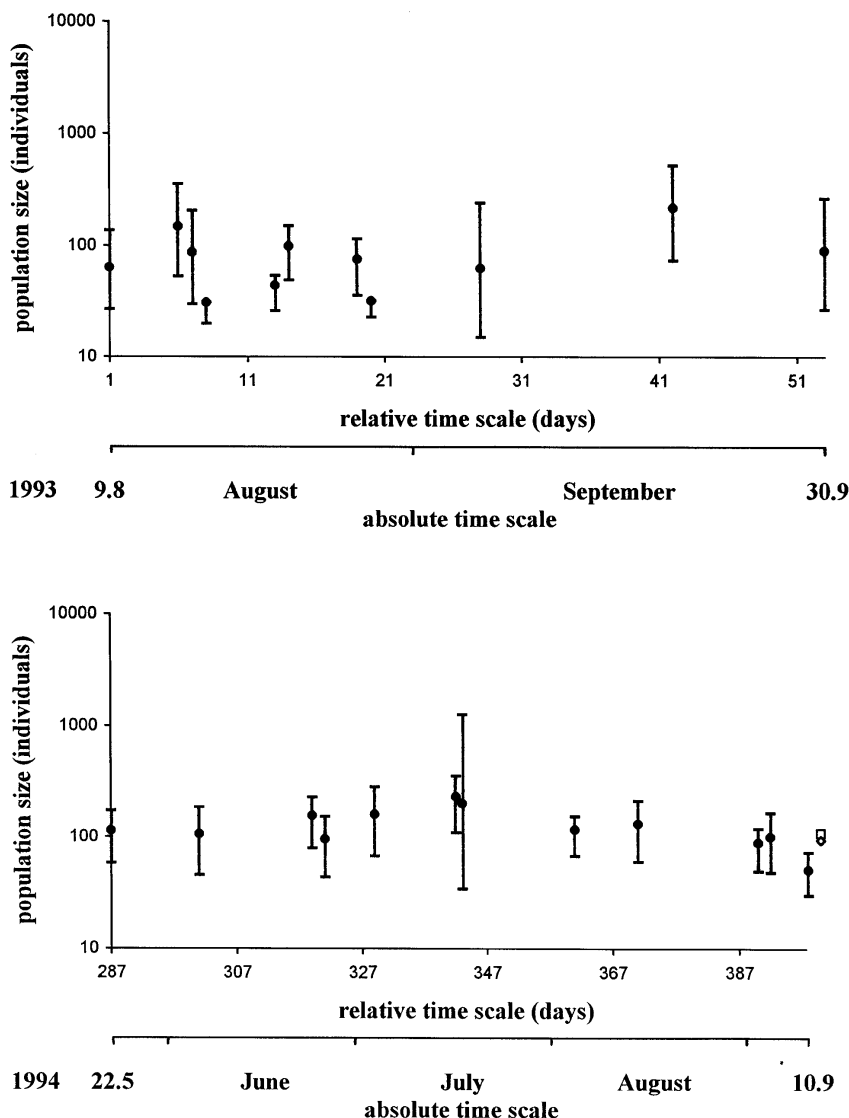 10000
1000
100
10
population size (individuals)
1 11 21 31 41 51
relative time scale (days)
1993 9.8 August September 30.9
absolute time scale
10000
1000
100
10
population size (individuals)
287 307 327 347 367 387
relative time scale (days)
1994 22.5 June July August 10.9
absolute time scale